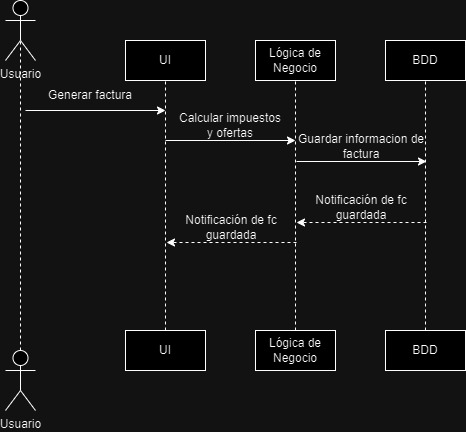 Usuario
UI
Lógica de
Negocio
BDD
Generar factura
Calcular impuestos
y ofertas
Guardar informacion de
factura
Notificación de fc
guardada
Notificación de fc
guardada
UI
Lógica de
Negocio
BDD
Usuario